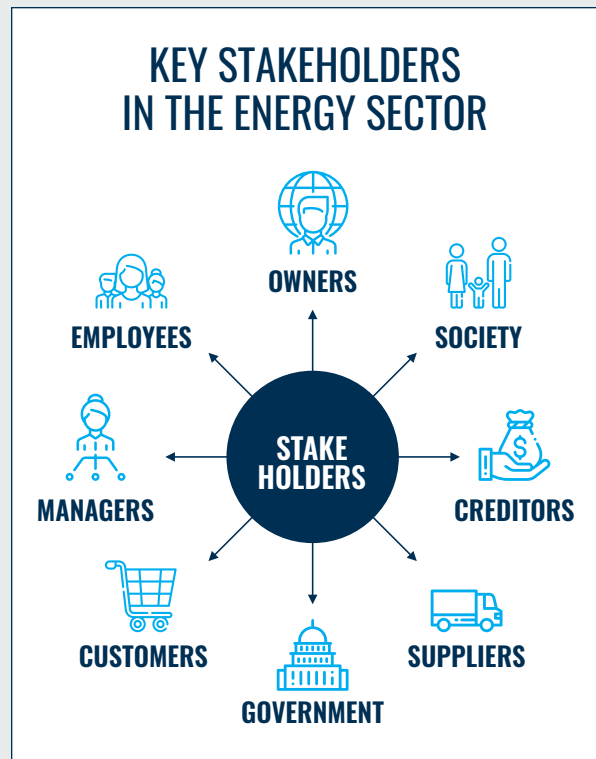 KEY STAKEHOLDERS
IN THE ENERGY SECTOR
OWNERS
EMPLOYEES
SOCIETY
STAKE
HOLDERS
MANAGERS
$
CREDITORS
CUSTOMERS
SUPPLIERS
GOVERNMENT